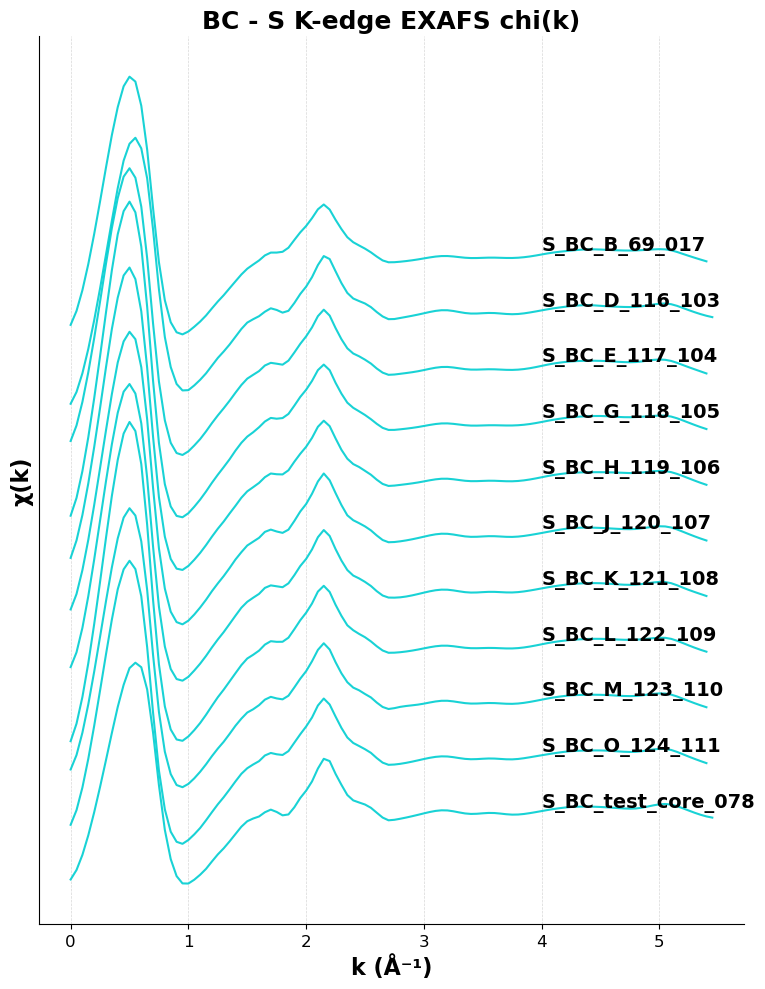 BC - S K-edge EXAFS chi(k)
χ(k)
S_BC_B_69_017
S_BC_D_116_103
S_BC_E_117_104
S_BC_G_118_105
S_BC_H_119_106
S_BC_J_120_107
S_BC_K_121_108
S_BC_L_122_109
S_BC_M_123_110
S_BC_O_124_111
S_BC_test_core_078
0 1 2 3 4 5
k (Å⁻¹)